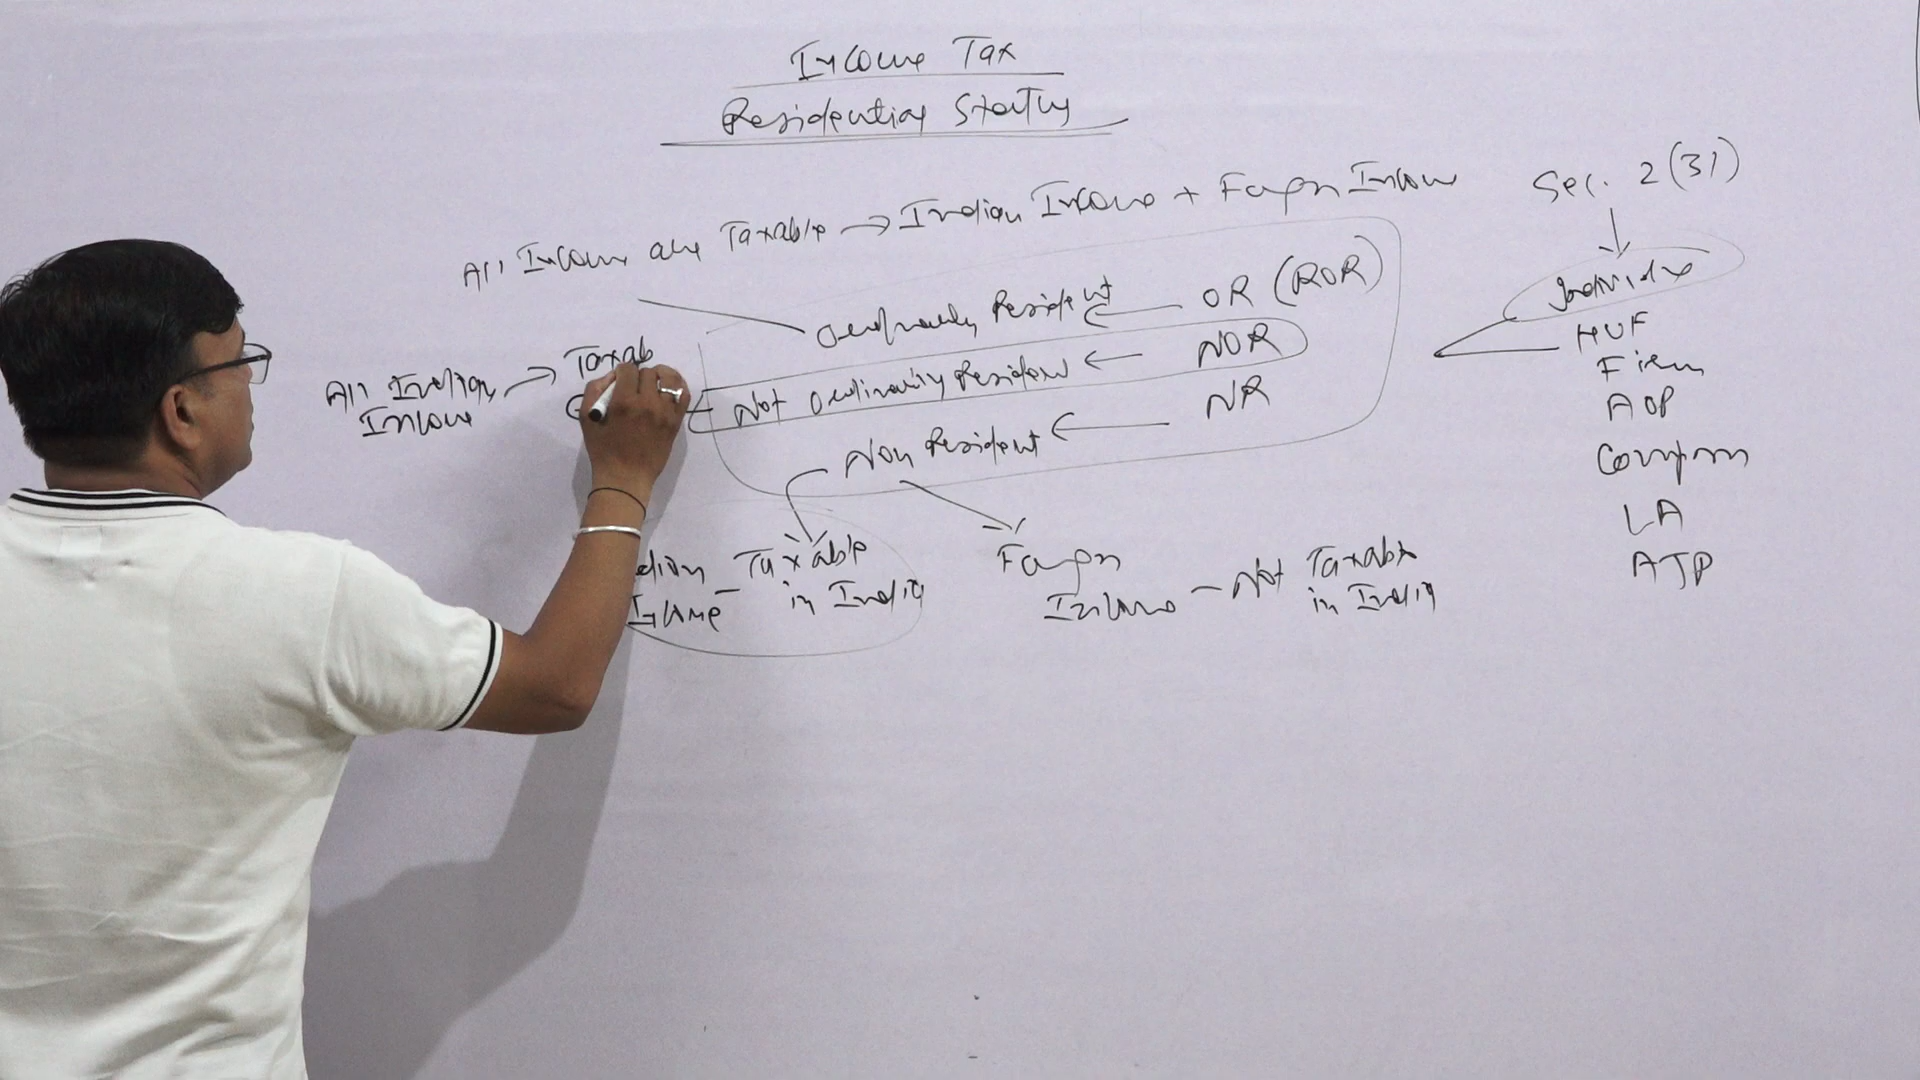 Income Tax
Residential Status
All Income are Taxable → Indian Income + Foreign Income
Ordinarily Resident ← OR (ROR)
Not Ordinarily Resident ← NOR
Non Resident ← NR
All Indian → Taxab
Income
Taxable
in India
Income
Foreign
Income - Not Taxable
in India
Sec. 2(31)
Individual
HUF
Firm
AOP
Company
LA
AJP